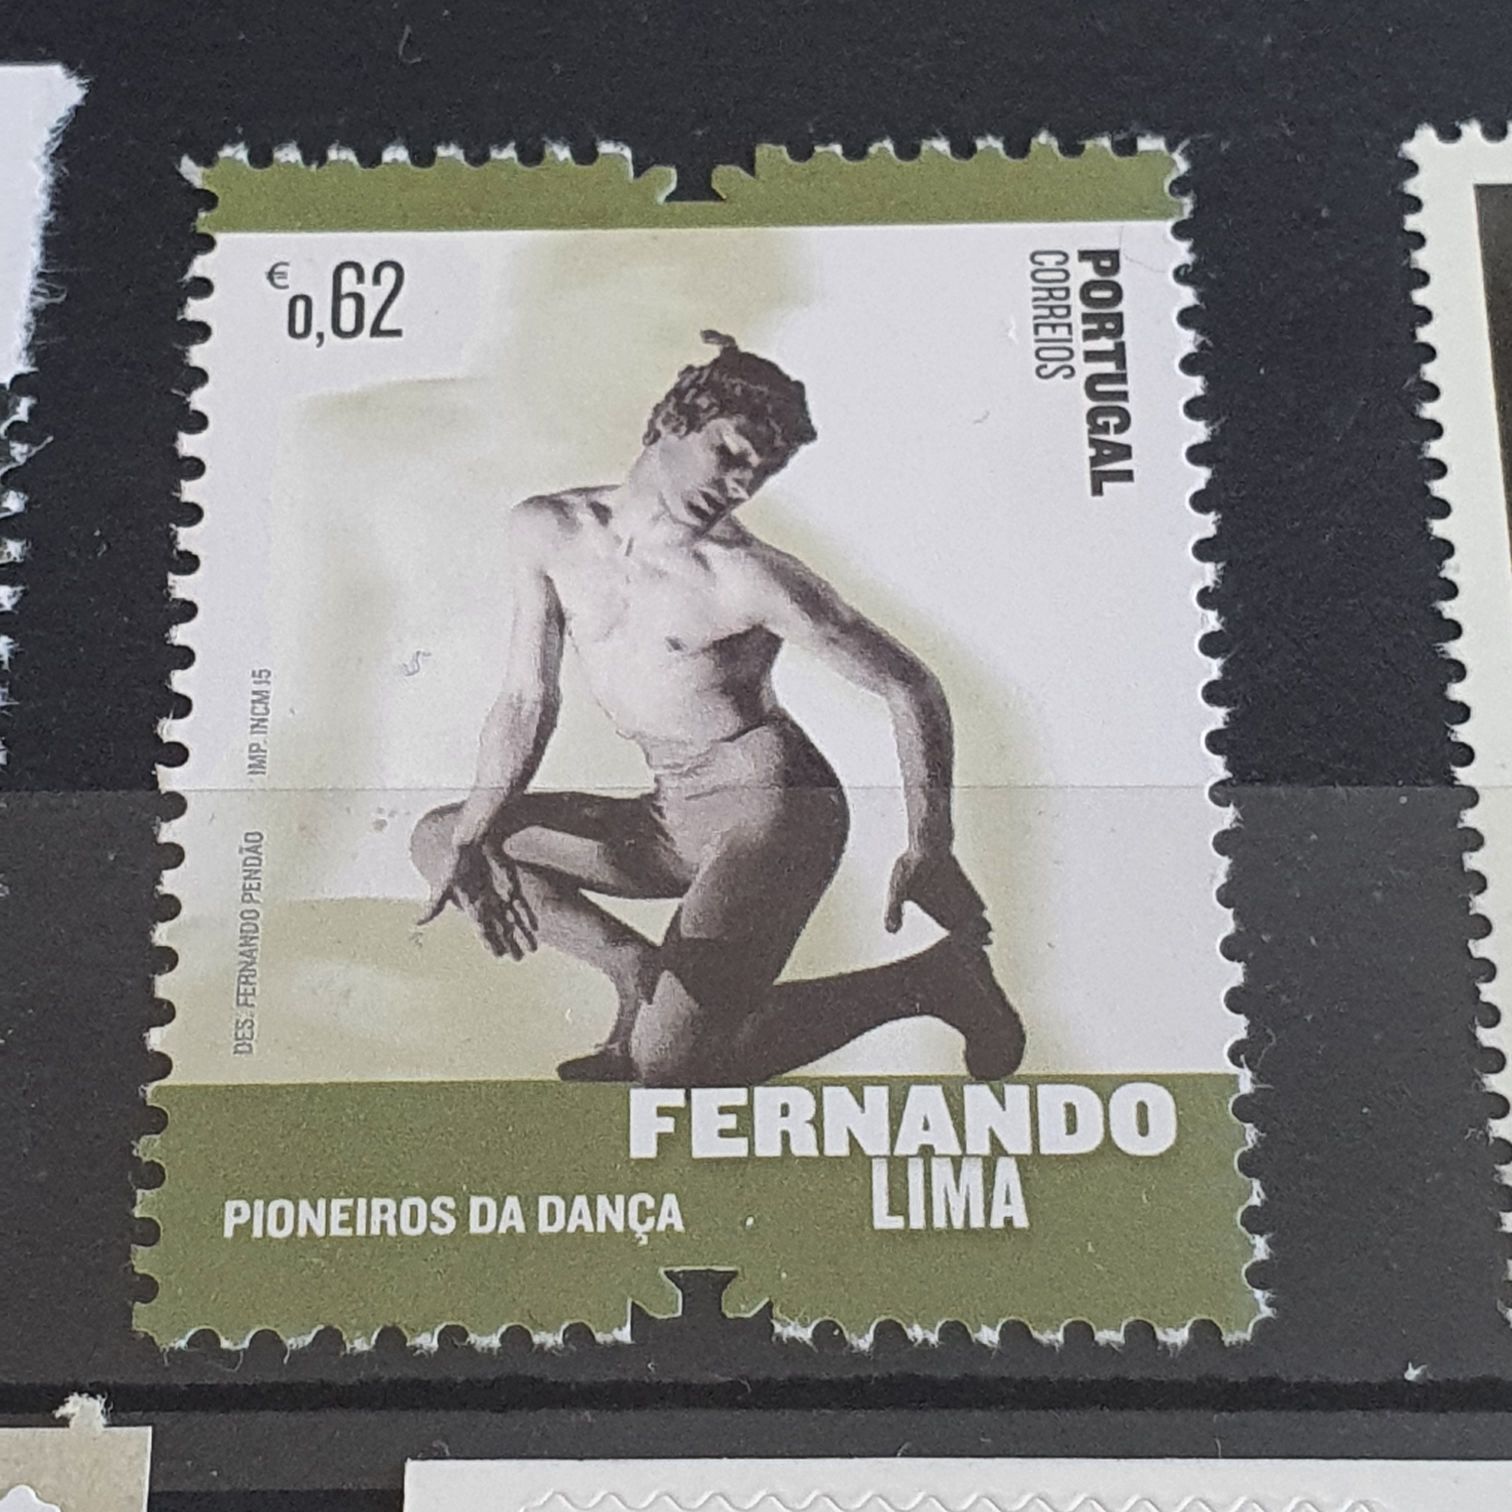 €0,62
PORTUGAL
CORREIOS
IMP. INCM 15
DES. FERNANDO PENDÃO
FERNANDO
LIMA
PIONEIROS DA DANÇA